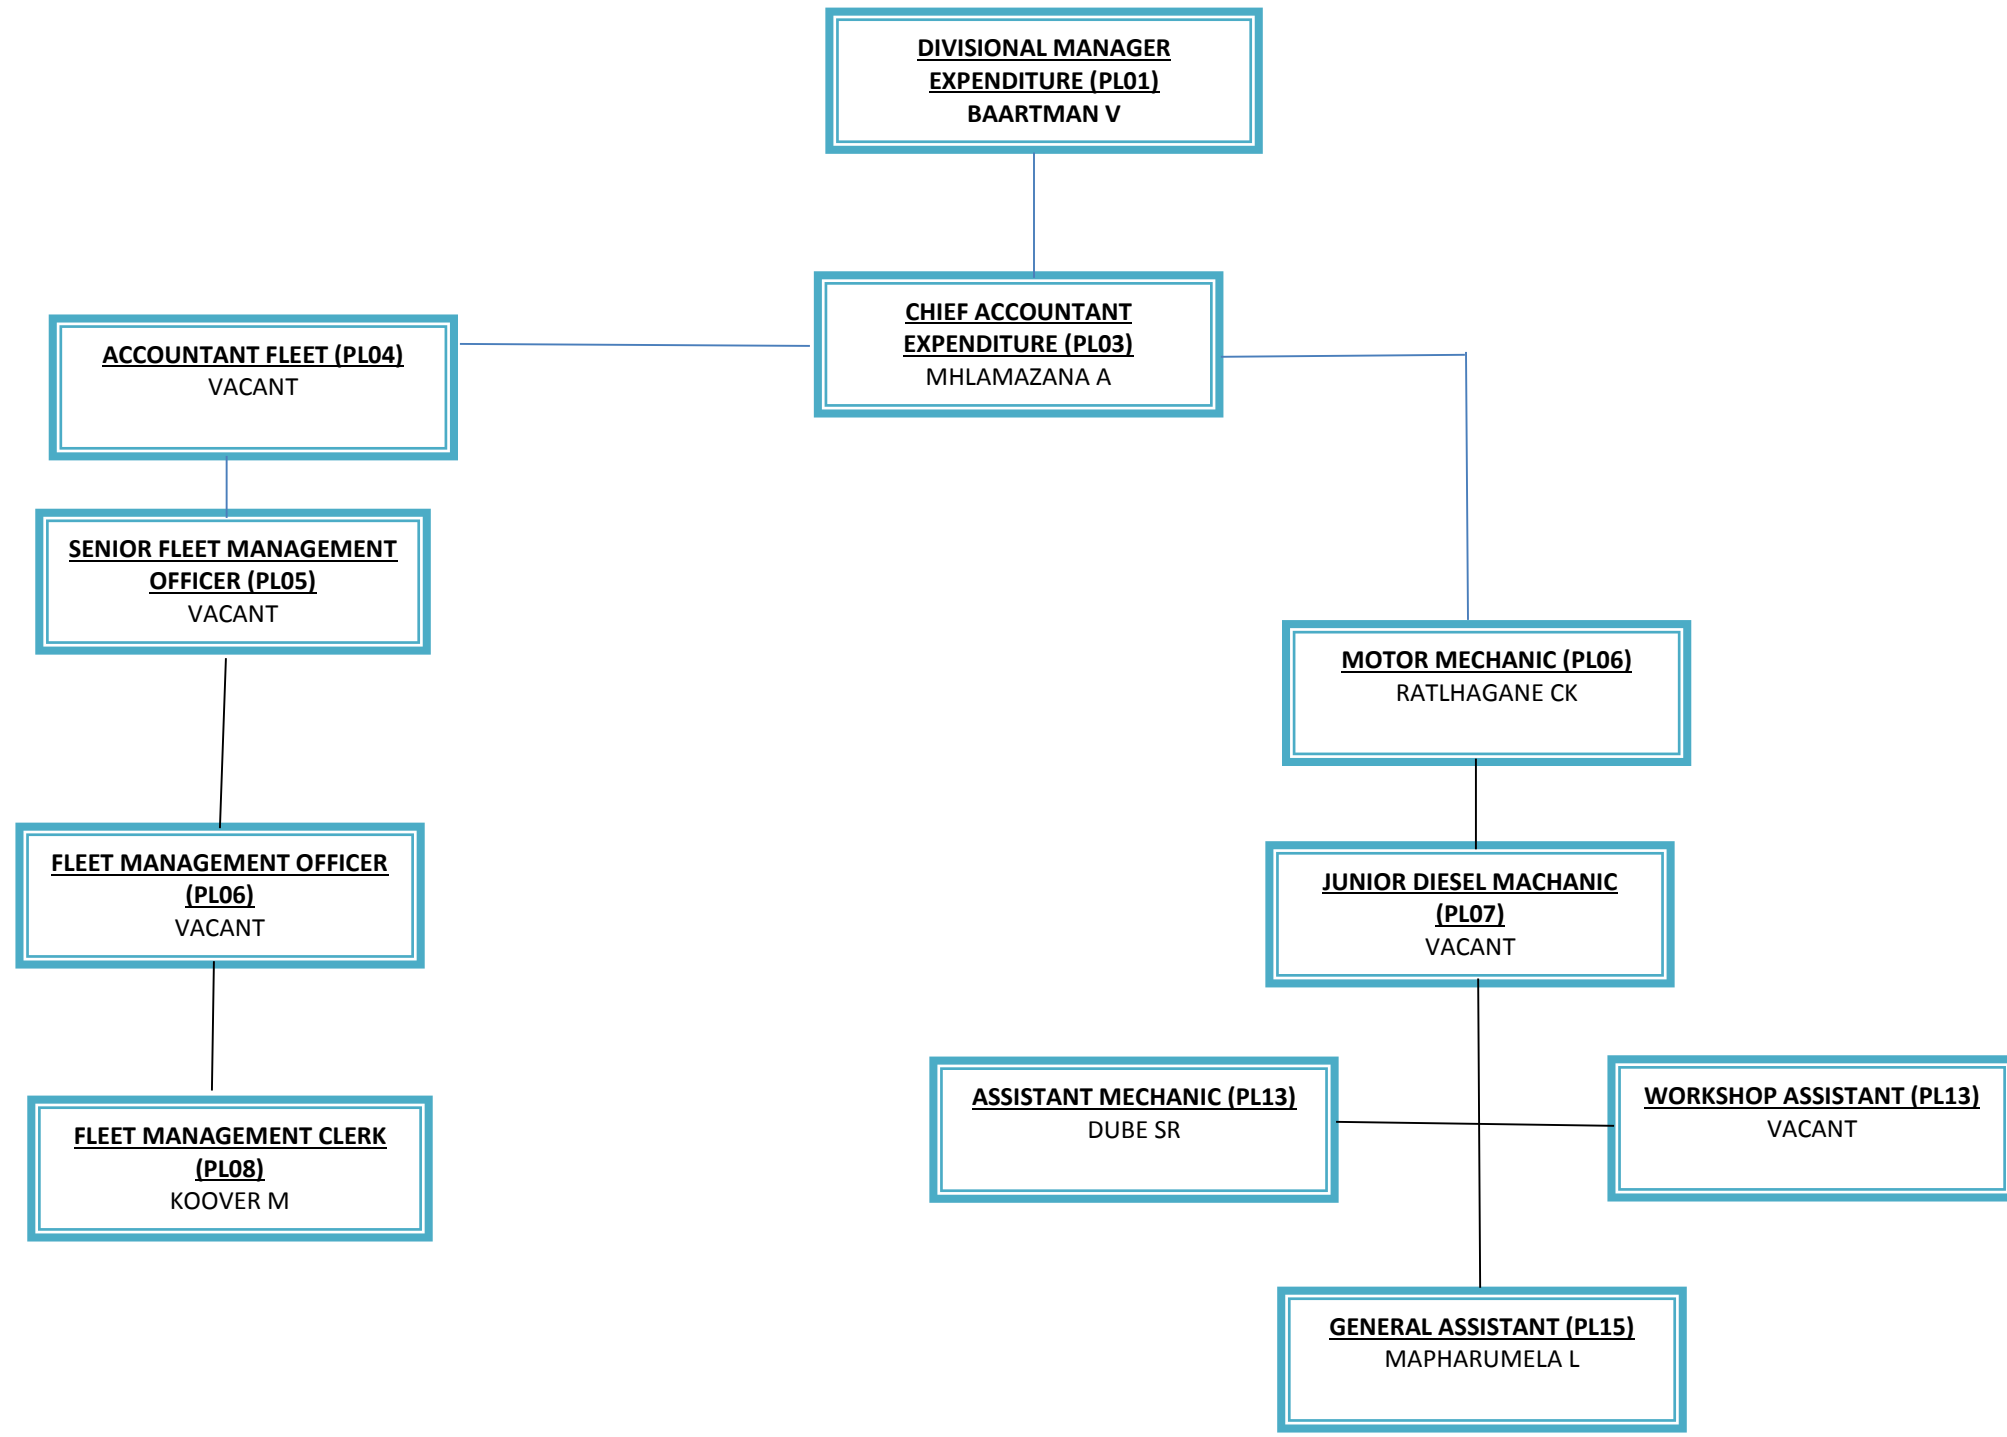 DIVISIONAL MANAGER
EXPENDITURE (PL01)
BAARTMAN V
CHIEF ACCOUNTANT
EXPENDITURE (PL03)
MHLAMAZANA A
ACCOUNTANT FLEET (PL04)
VACANT
SENIOR FLEET MANAGEMENT
OFFICER (PL05)
VACANT
FLEET MANAGEMENT OFFICER
(PL06)
VACANT
FLEET MANAGEMENT CLERK
(PL08)
KOOVER M
MOTOR MECHANIC (PL06)
RATLHAGANE CK
JUNIOR DIESEL MACHANIC
(PL07)
VACANT
ASSISTANT MECHANIC (PL13)
DUBE SR
WORKSHOP ASSISTANT (PL13)
VACANT
GENERAL ASSISTANT (PL15)
MAPHARUMELA L